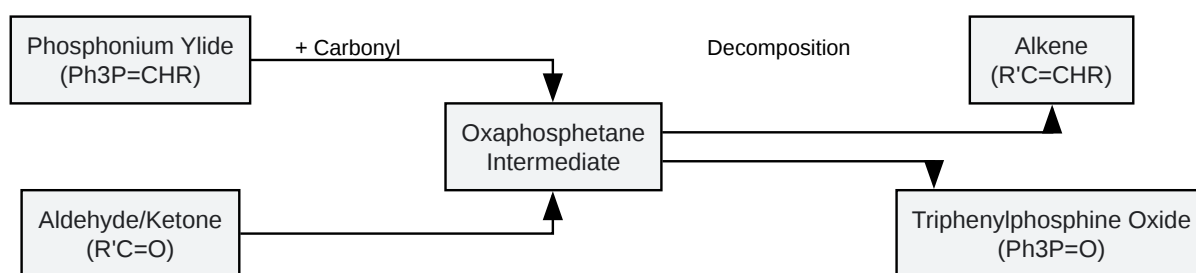 Phosphonium Ylide
(Ph3P=CHR)
+ Carbonyl
Decomposition
Alkene
(R'C=CHR)
Oxaphosphetane
Intermediate
Aldehyde/Ketone
(R'C=O)
Triphenylphosphine Oxide
(Ph3P=O)